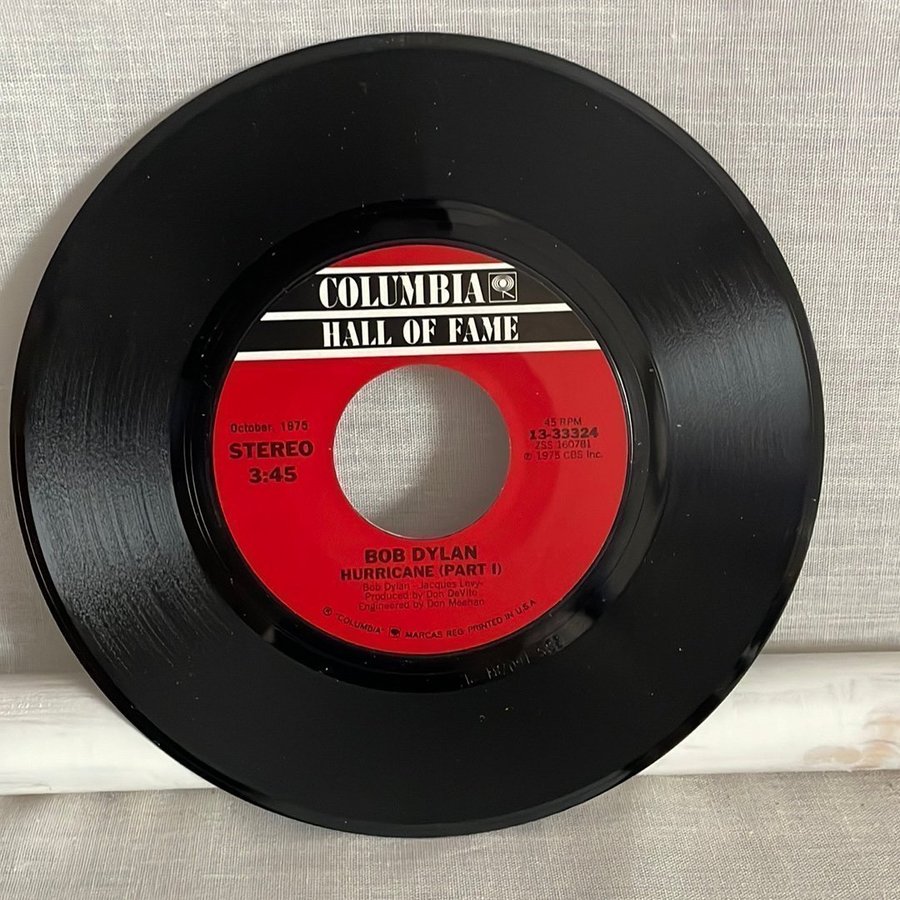 COLUMBIA
HALL OF FAME
October, 1975
STEREO
3:45
45 RPM
13-33324
ZSS 160781
℗ 1975 CBS Inc.
BOB DYLAN
HURRICANE (PART I)
Bob Dylan -Jacques Levy-
Produced by Don DeVito
Engineered by Don Meehan
® "COLUMBIA" MARCAS REG. PRINTED IN U.S.A.